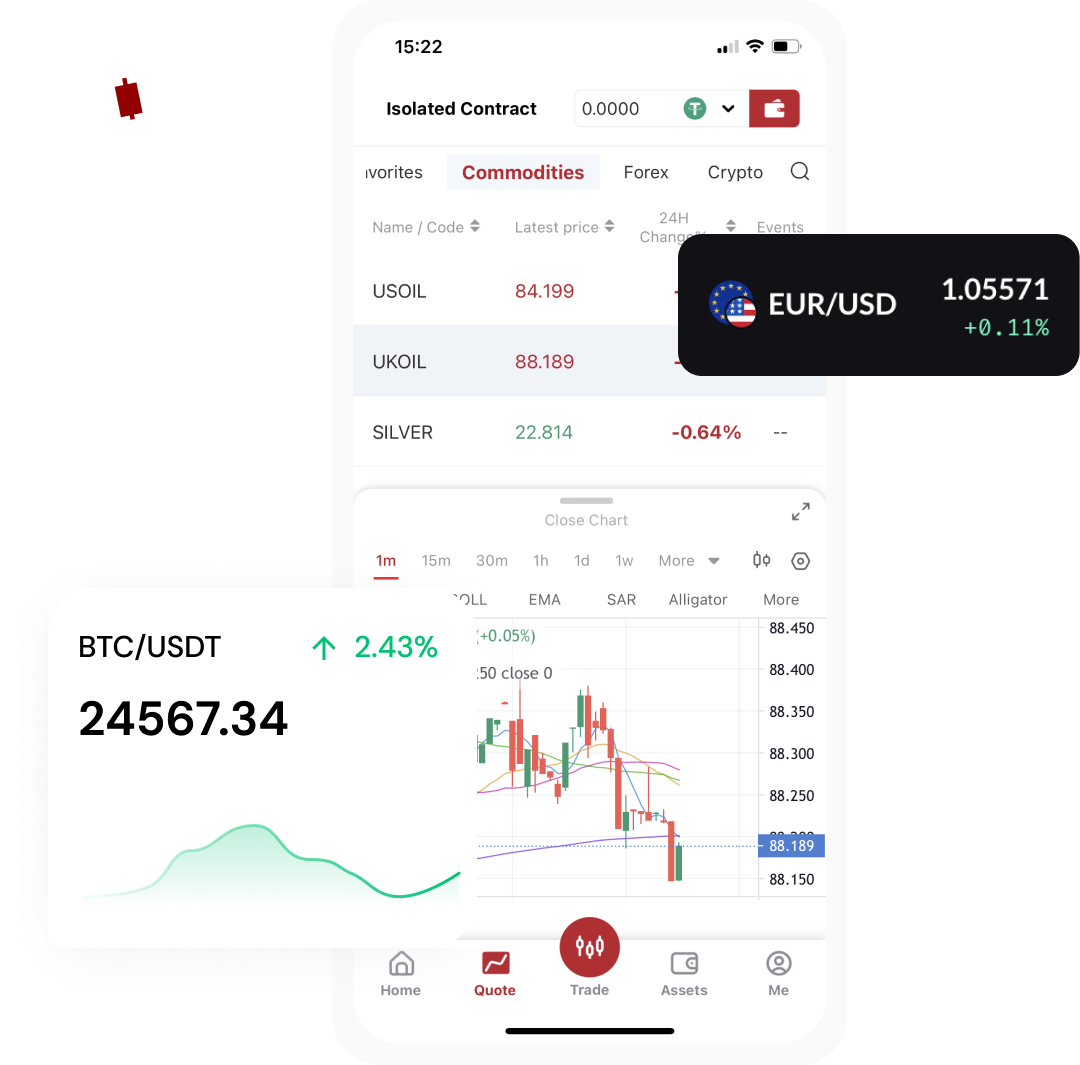 15:22
Isolated Contract 0.0000
avorites Commodities Forex Crypto
Name / Code Latest price 24H Change% Events
USOIL 84.199 -
UKOIL 88.189 -
SILVER 22.814 -0.64% --
EUR/USD 1.05571
+0.11%
Close Chart
1m 15m 30m 1h 1d 1w More
OLL EMA SAR Alligator More
(+0.05%)
250 close 0
88.450
88.400
88.350
88.300
88.250
88.189
88.150
BTC/USDT 2.43%
24567.34
Home Quote Trade Assets Me